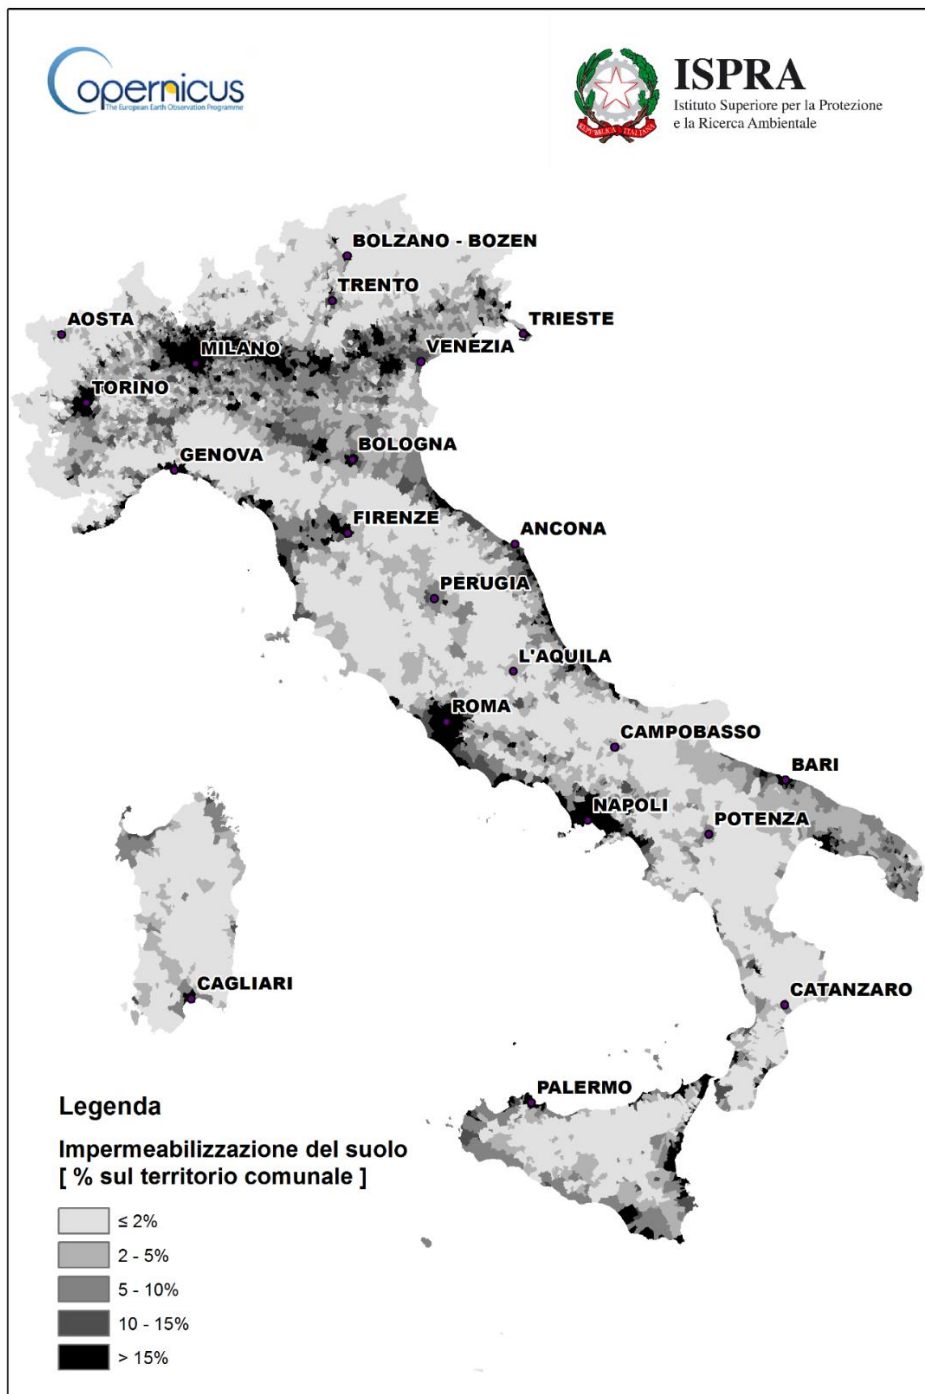 Copernicus
The European Earth Observation Programme
ISPRA
Istituto Superiore per la Protezione
e la Ricerca Ambientale
REPVBBLICA ITALIANA
BOLZANO - BOZEN
TRENTO
AOSTA
TRIESTE
MILANO
VENEZIA
TORINO
BOLOGNA
GENOVA
FIRENZE
ANCONA
PERUGIA
L'AQUILA
ROMA
CAMPOBASSO
BARI
NAPOLI
POTENZA
CAGLIARI
CATANZARO
PALERMO
Legenda
Impermeabilizzazione del suolo
[ % sul territorio comunale ]
≤ 2%
2 - 5%
5 - 10%
10 - 15%
> 15%